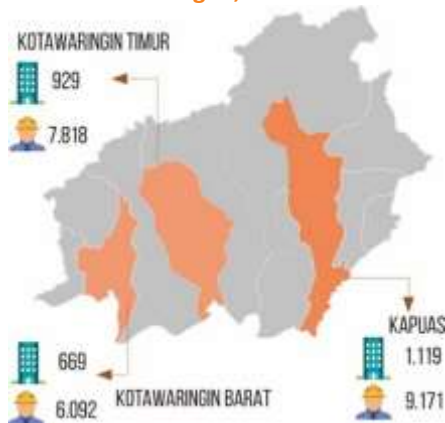 KOTAWARINGIN TIMUR
929
7.818
669
6.092
KOTAWARINGIN BARAT
KAPUAS
1.119
9.171